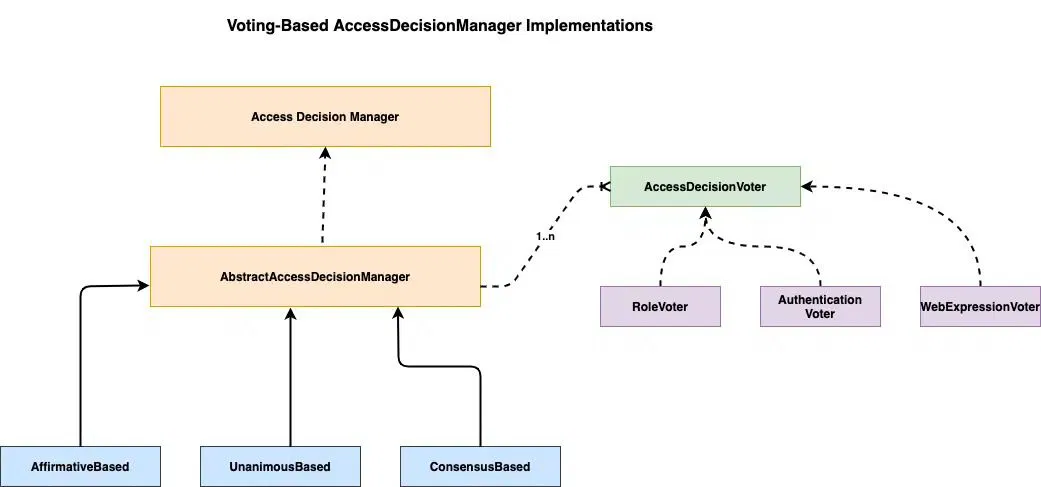 Voting-Based AccessDecisionManager Implementations
Access Decision Manager
AccessDecisionVoter
1..n
AbstractAccessDecisionManager
RoleVoter
Authentication
Voter
WebExpressionVoter
AffirmativeBased
UnanimousBased
ConsensusBased